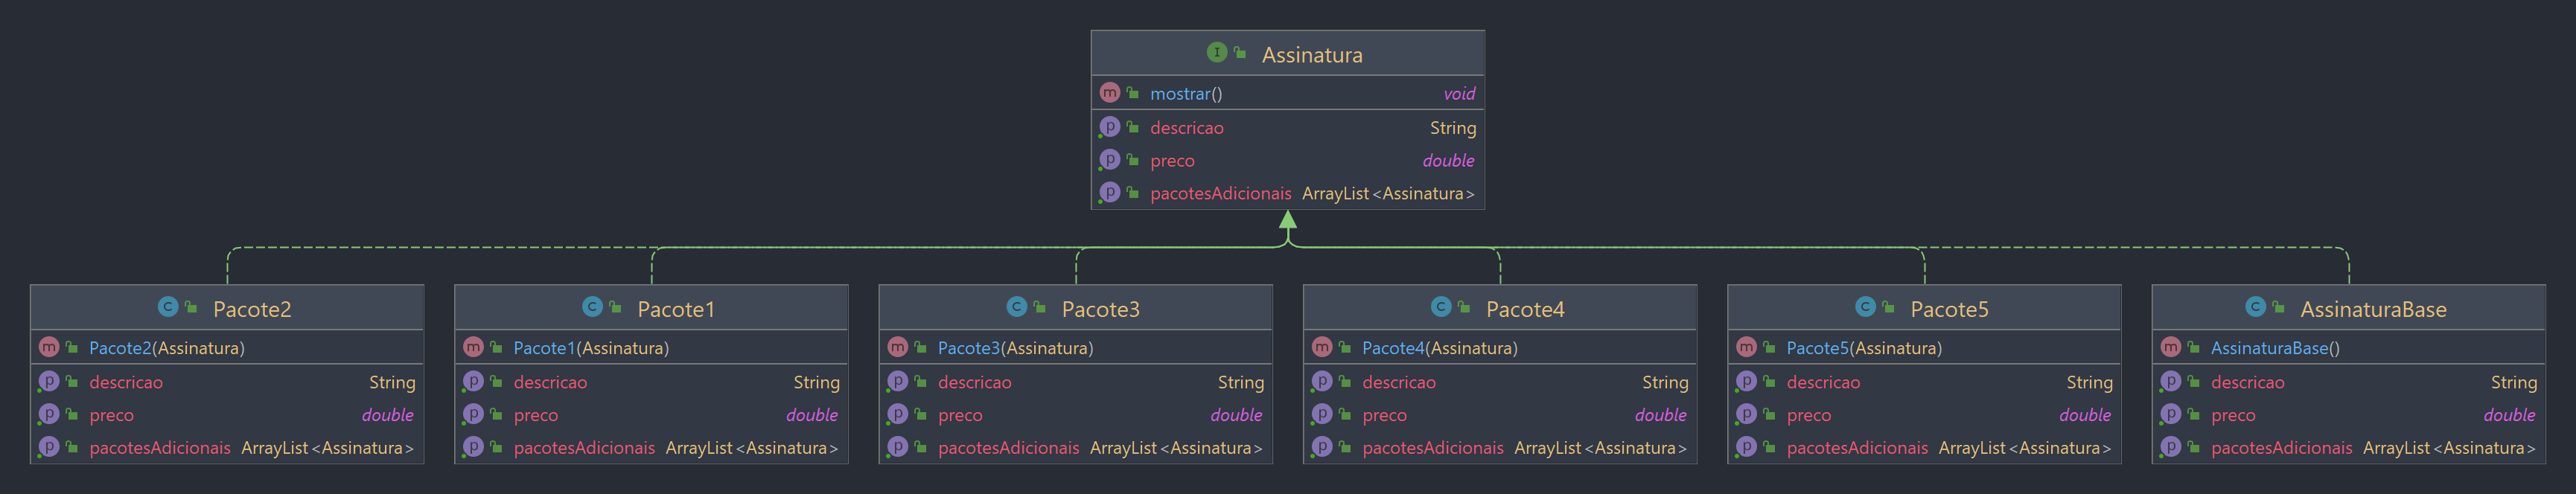 Assinatura
mostrar() void
descricao String
preco double
pacotesAdicionais ArrayList<Assinatura>
Pacote2
Pacote2(Assinatura)
descricao String
preco double
pacotesAdicionais ArrayList<Assinatura>
Pacote1
Pacote1(Assinatura)
descricao String
preco double
pacotesAdicionais ArrayList<Assinatura>
Pacote3
Pacote3(Assinatura)
descricao String
preco double
pacotesAdicionais ArrayList<Assinatura>
Pacote4
Pacote4(Assinatura)
descricao String
preco double
pacotesAdicionais ArrayList<Assinatura>
Pacote5
Pacote5(Assinatura)
descricao String
preco double
pacotesAdicionais ArrayList<Assinatura>
AssinaturaBase
AssinaturaBase()
descricao String
preco double
pacotesAdicionais ArrayList<Assinatura>